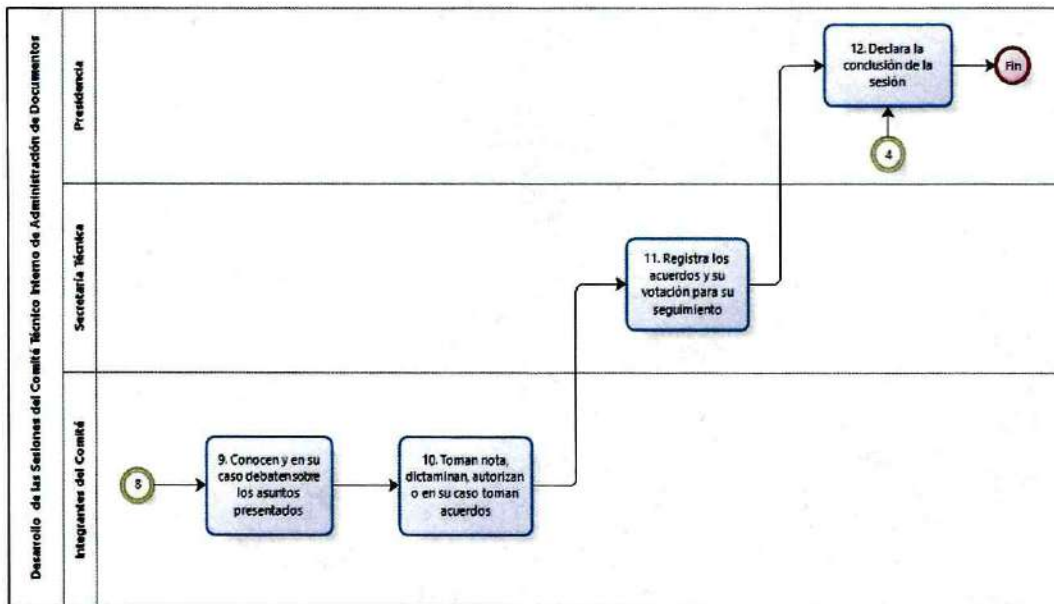 Desarrollo de las Sesiones del Comité Técnico Interno de Administración de Documentos
Presidencia
12. Declara la
conclusión de la
sesión
Fin
4
Secretaría Técnica
11. Registra los
acuerdos y su
votación para su
seguimiento
Integrantes del Comité
8
9. Conocen y en su
caso debaten sobre
los asuntos
presentados
10. Toman nota,
dictaminan, autorizan
o en su caso toman
acuerdos